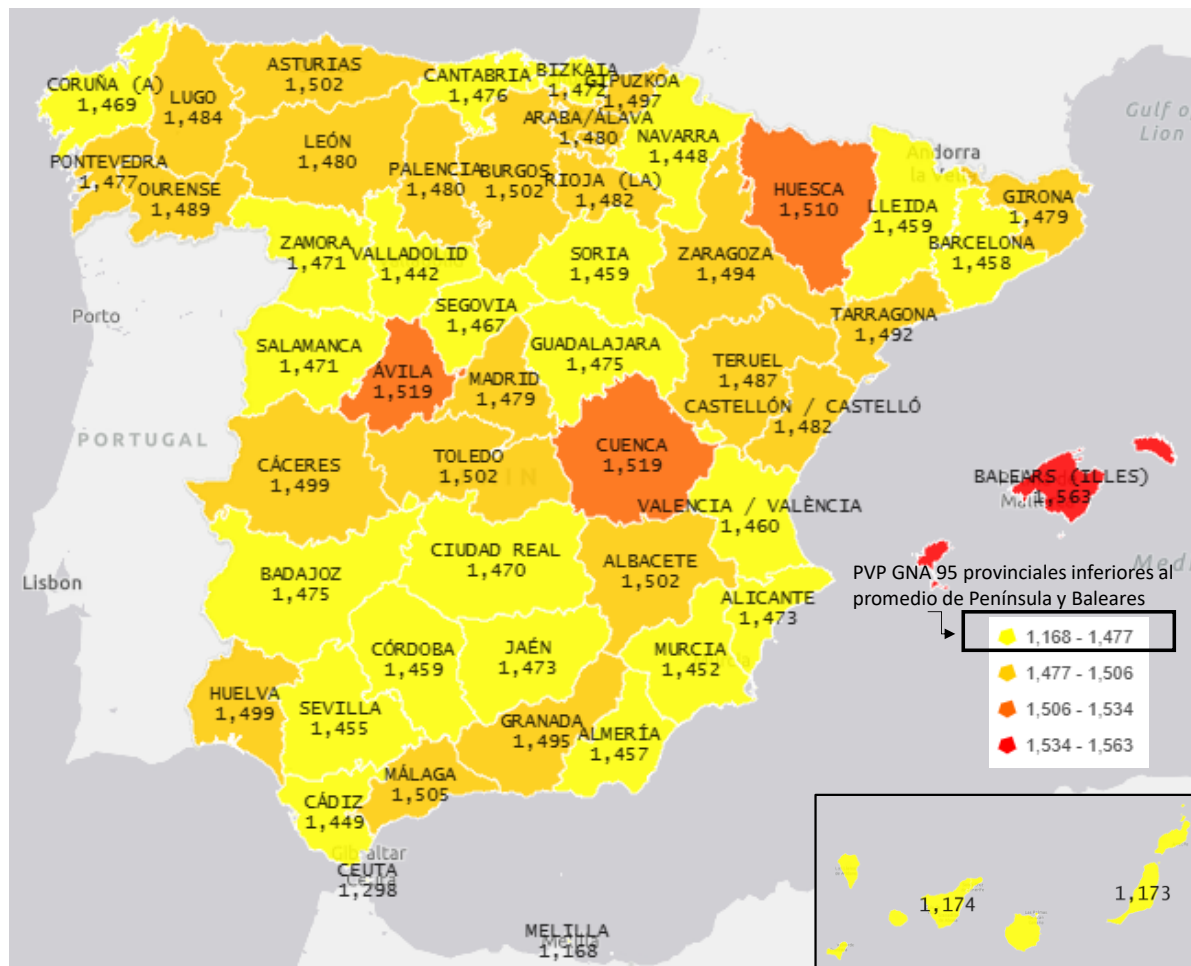 ASTURIAS
1,502
CANTABRIA
1,476
BIZKAIA
1,472
GIPUZKOA
1,497
CORUÑA (A)
1,469
LUGO
1,484
ARABA/ÁLAVA
1,480
NAVARRA
1,448
Gulf o
Lion
LEÓN
1,480
PONTEVEDRA
1,477
OURENSE
1,489
PALENCIA
1,480
BURGOS
1,502
RIOJA (LA)
1,482
HUESCA
1,510
Andorra
la Vella
LLEIDA
1,459
GIRONA
1,479
BARCELONA
1,458
ZAMORA
1,471
VALLADOLID
1,442
SORIA
1,459
ZARAGOZA
1,494
Porto
SEGOVIA
1,467
TARRAGONA
1,492
SALAMANCA
1,471
GUADALAJARA
1,475
ÁVILA
1,519
MADRID
1,479
TERUEL
1,487
CASTELLÓN / CASTELLÓ
1,482
PORTUGAL
CÁCERES
1,499
TOLEDO
1,502
CUENCA
1,519
BALEARS (ILLES)
1,563
VALENCIA / VALÈNCIA
1,460
CIUDAD REAL
1,470
ALBACETE
1,502
BADAJOZ
1,475
Lisbon
ALICANTE
1,473
Med
PVP GNA 95 provinciales inferiores al
promedio de Península y Baleares
1,168 - 1,477
1,477 - 1,506
1,506 - 1,534
1,534 - 1,563
CÓRDOBA
1,459
JAÉN
1,473
MURCIA
1,452
HUELVA
1,499
SEVILLA
1,455
GRANADA
1,495
ALMERÍA
1,457
MÁLAGA
1,505
CÁDIZ
1,449
Gibraltar
CEUTA
Ceuta
1,298
MELILLA
Melilla
1,168
1,174
1,173